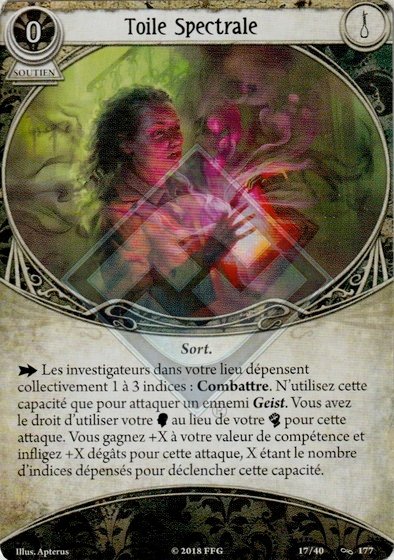 Toile Spectrale
0
SOUTIEN
Sort.
Les investigateurs dans votre lieu dépensent
collectivement 1 à 3 indices : Combattre. N'utilisez cette
capacité que pour attaquer un ennemi Geist. Vous avez
le droit d'utiliser votre au lieu de votre pour cette
attaque. Vous gagnez +X à votre valeur de compétence et
infligez +X dégâts pour cette attaque, X étant le nombre
d'indices dépensés pour déclencher cette capacité.
Illus. Apterus © 2018 FFG 17/40 177